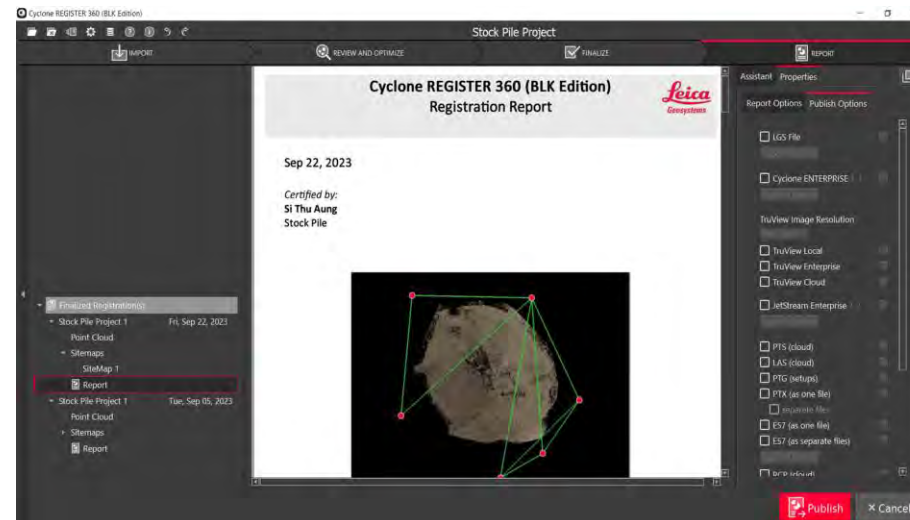 Cyclone REGISTER 360 (BLK Edition)
Stock Pile Project
IMPORT
REVIEW AND OPTIMIZE
FINALIZE
REPORT
Finalized Registrations
Stock Pile Project 1 Fri, Sep 22, 2023
Point Cloud
Sitemaps
SiteMap 1
Report
Stock Pile Project 1 Tue, Sep 05, 2023
Point Cloud
Sitemaps
Report
Cyclone REGISTER 360 (BLK Edition)
Registration Report
Leica
Geosystems
Sep 22, 2023
Certified by:
Si Thu Aung
Stock Pile
Assistant Properties
Report Options Publish Options
LGS File
Cyclone ENTERPRISE
TruView Image Resolution
TruView Local
TruView Enterprise
TruView Cloud
JetStream Enterprise
PTS (cloud)
LAS (cloud)
PTG (setups)
PTX (as one file)
separate files
E57 (as one file)
E57 (as separate files)
RCP (cloud)
Publish
× Cancel